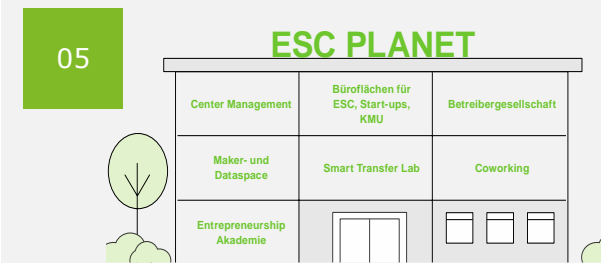 05
ESC PLANET
Center Management
Büroflächen für
ESC, Start-ups,
KMU
Betreibergesellschaft
Maker- und
Dataspace
Smart Transfer Lab
Coworking
Entrepreneurship
Akademie